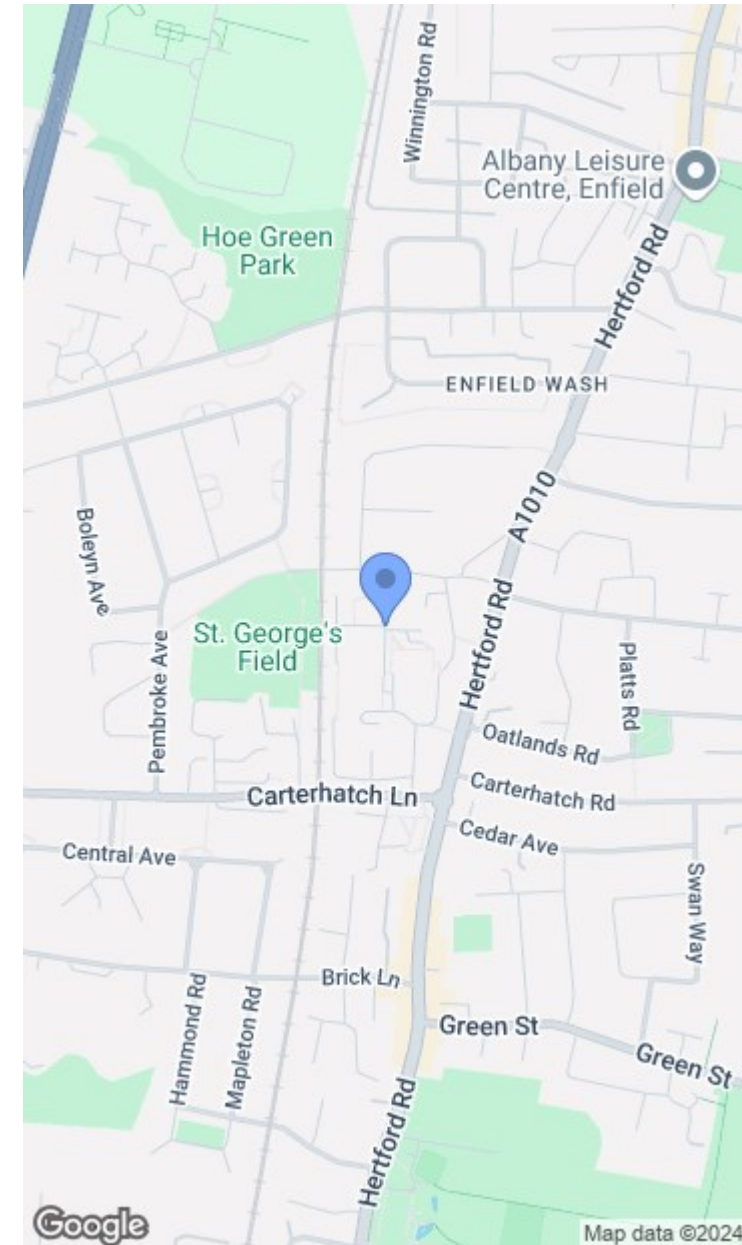 Winnington Rd
Albany Leisure
Centre, Enfield
Hoe Green
Park
Hertford Rd
ENFIELD WASH
A1010
Boleyn Ave
St. George's
Field
Hertford Rd
Platts Rd
Pembroke Ave
Oatlands Rd
Carterhatch Ln
Carterhatch Rd
Cedar Ave
Central Ave
Swan Way
Brick Ln
Hammond Rd
Mapleton Rd
Green St
Green St
Hertford Rd
Google
Map data ©2024